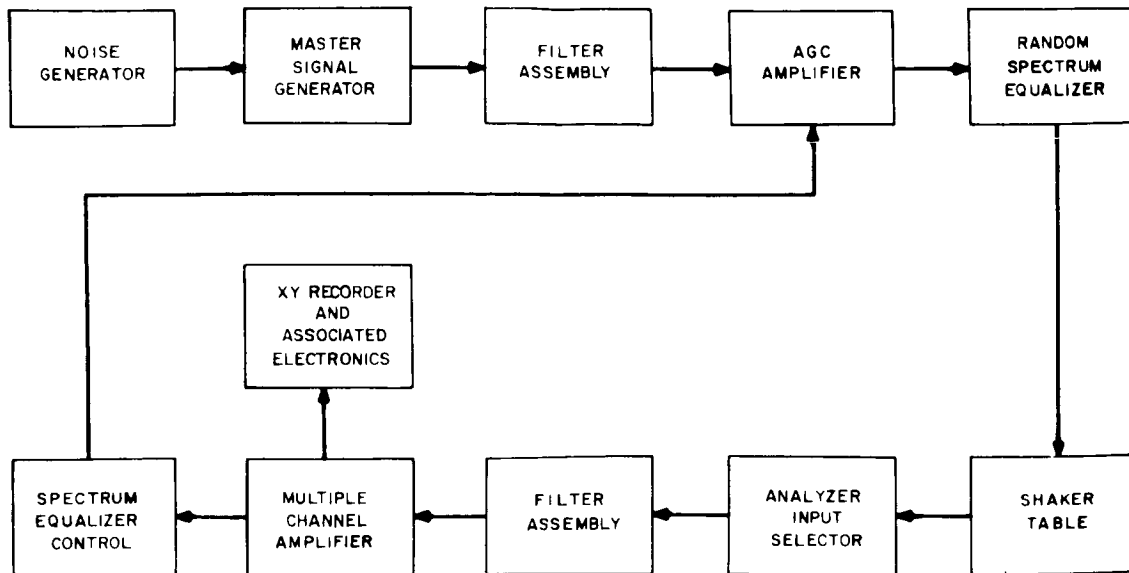 NOISE
GENERATOR
MASTER
SIGNAL
GENERATOR
FILTER
ASSEMBLY
AGC
AMPLIFIER
RANDOM
SPECTRUM
EQUALIZER
XY RECORDER
AND
ASSOCIATED
ELECTRONICS
SPECTRUM
EQUALIZER
CONTROL
MULTIPLE
CHANNEL
AMPLIFIER
FILTER
ASSEMBLY
ANALYZER
INPUT
SELECTOR
SHAKER
TABLE